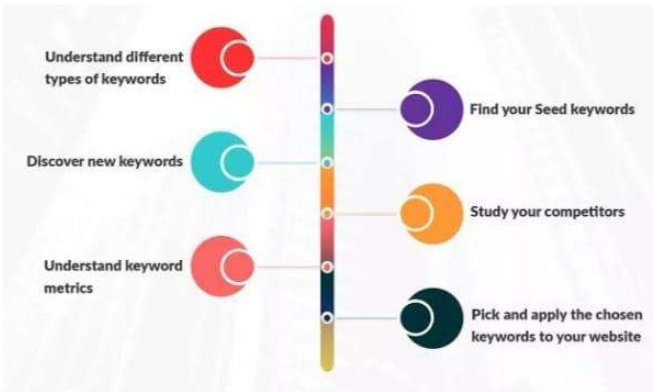 Understand different
types of keywords
Find your Seed keywords
Discover new keywords
Study your competitors
Understand keyword
metrics
Pick and apply the chosen
keywords to your website